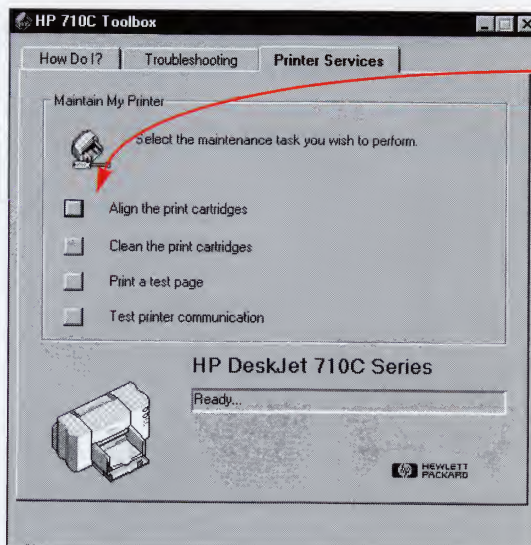 HP 710C Toolbox
How Do I? Troubleshooting Printer Services
Maintain My Printer
Select the maintenance task you wish to perform.
Align the print cartridges
Clean the print cartridges
Print a test page
Test printer communication
HP DeskJet 710C Series
Ready...
hp HEWLETT
PACKARD